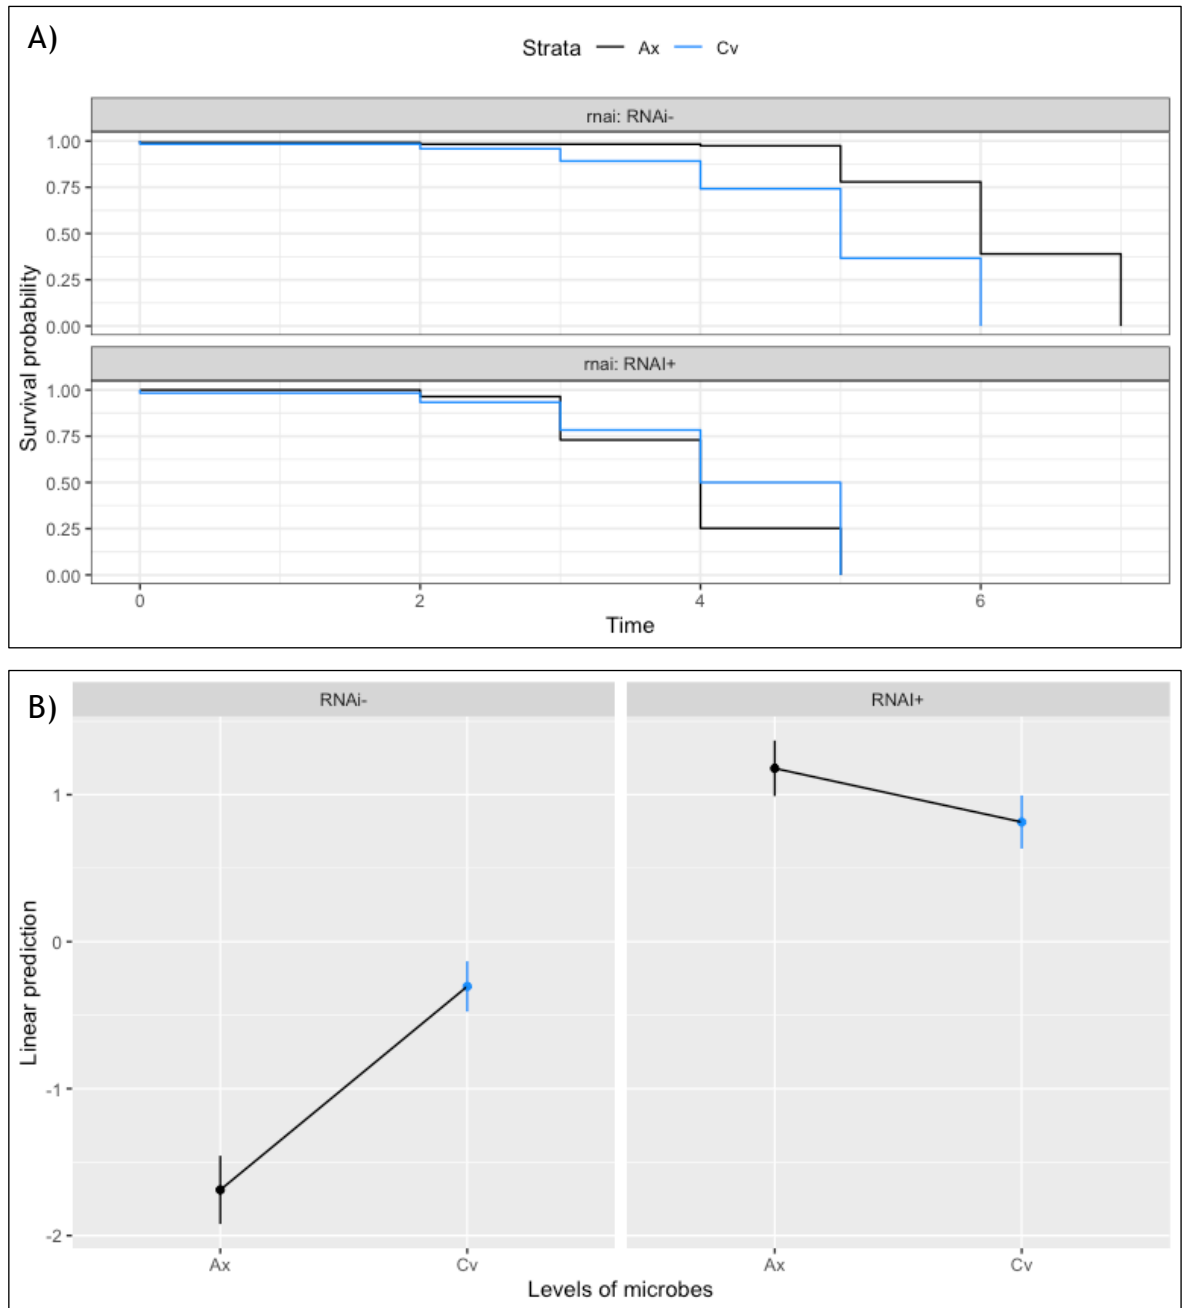 A)
Strata Ax Cv
rnai: RNAi-
1.00
0.75
0.50
0.25
0.00
rnai: RNAI+
1.00
0.75
0.50
0.25
0.00
Survival probability
0 2 4 6
Time
B)
RNAi- RNAI+
1
0
-1
-2
Linear prediction
Ax Cv Ax Cv
Levels of microbes